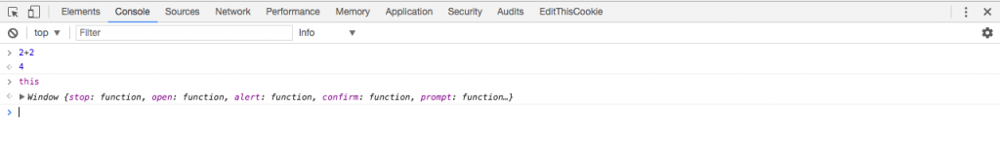 Elements Console Sources Network Performance Memory Application Security Audits EditThisCookie
top ▼ Filter Info ▼
> 2+2
< 4
> this
< ▶ Window {stop: function, open: function, alert: function, confirm: function, prompt: function…}
>